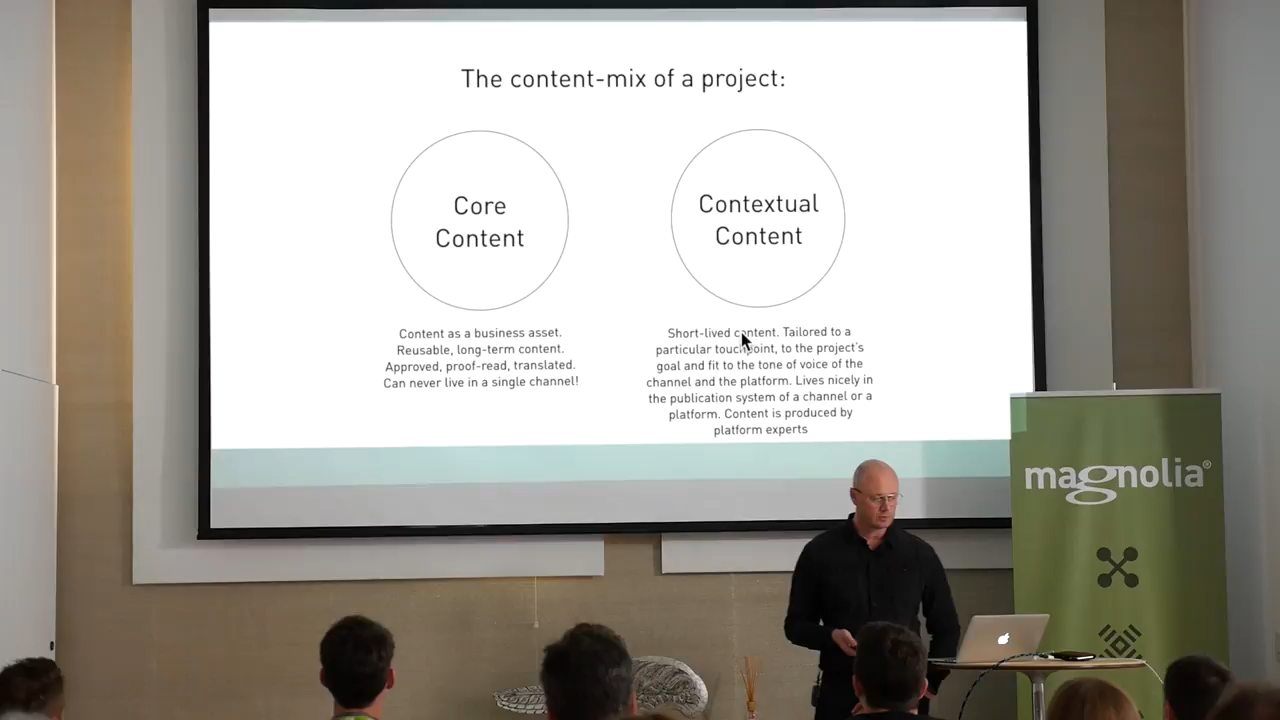 The content-mix of a project:
Core
Content
Contextual
Content
Content as a business asset.
Reusable, long-term content.
Approved, proof-read, translated.
Can never live in a single channel!
Short-lived content. Tailored to a
particular touchpoint, to the project's
goal and fit to the tone of voice of the
channel and the platform. Lives nicely in
the publication system of a channel or a
platform. Content is produced by
platform experts
magnolia®